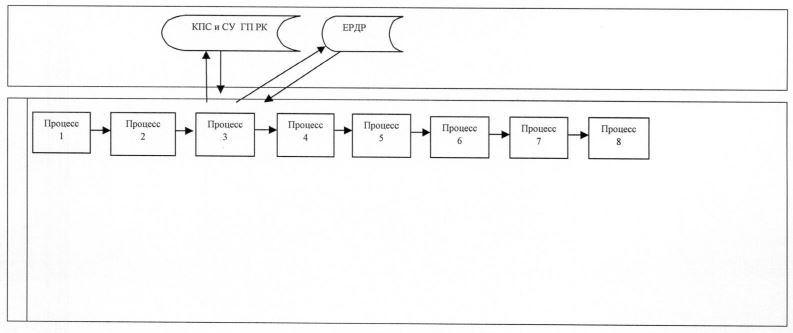 КПС и СУ ГП РК
ЕРДР
Процесс
1
Процесс
2
Процесс
3
Процесс
4
Процесс
5
Процесс
6
Процесс
7
Процесс
8